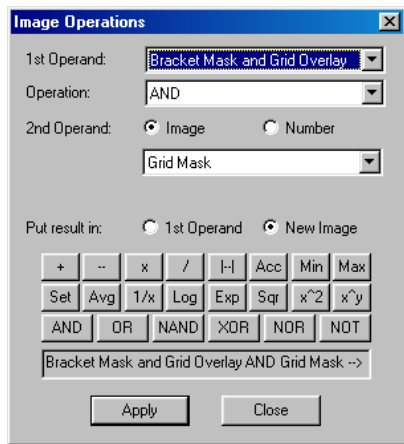 Image Operations
1st Operand: Bracket Mask and Grid Overlay
Operation: AND
2nd Operand: Image Number
Grid Mask
Put result in: 1st Operand New Image
+ -- x / |--| Acc Min Max
Set Avg 1/x Log Exp Sqr x^2 x^y
AND OR NAND XOR NOR NOT
Bracket Mask and Grid Overlay AND Grid Mask -->
Apply Close